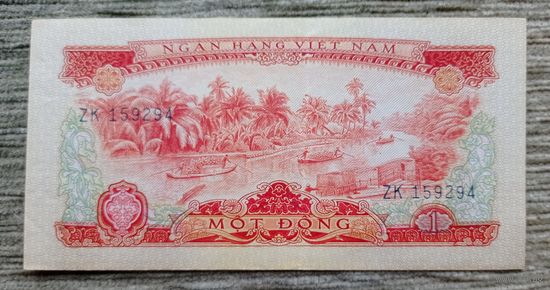 NGAN HANG VIỆT NAM
ZK 159294
ZK 159294
MỘT ĐỒNG
1